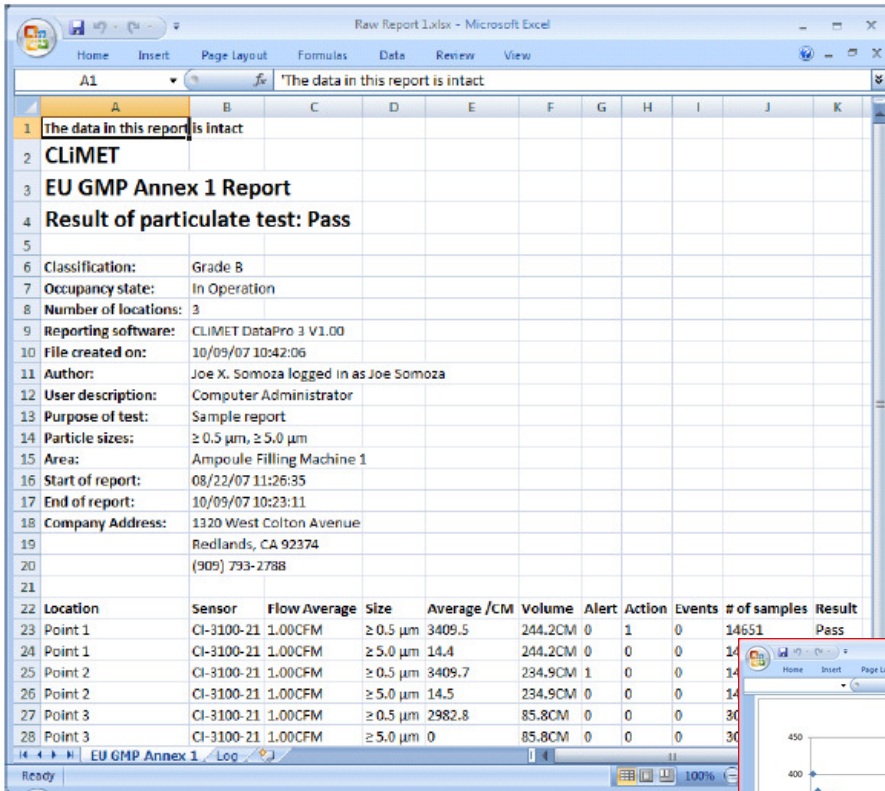 Raw Report 1.xlsx - Microsoft Excel
Home Insert Page Layout Formulas Data Review View
A1 fx 'The data in this report is intact
A B C D E F G H I J K
1 The data in this report is intact
2 CLiMET
3 EU GMP Annex 1 Report
4 Result of particulate test: Pass
5
6 Classification: Grade B
7 Occupancy state: In Operation
8 Number of locations: 3
9 Reporting software: CLiMET DataPro 3 V1.00
10 File created on: 10/09/07 10:42:06
11 Author: Joe X. Somoza logged in as Joe Somoza
12 User description: Computer Administrator
13 Purpose of test: Sample report
14 Particle sizes: ≥ 0.5 µm, ≥ 5.0 µm
15 Area: Ampoule Filling Machine 1
16 Start of report: 08/22/07 11:26:35
17 End of report: 10/09/07 10:23:11
18 Company Address: 1320 West Colton Avenue
19 Redlands, CA 92374
20 (909) 793-2788
21
22 Location Sensor Flow Average Size Average /CM Volume Alert Action Events # of samples Result
23 Point 1 CI-3100-21 1.00CFM ≥ 0.5 µm 3409.5 244.2CM 0 1 0 14651 Pass
24 Point 1 CI-3100-21 1.00CFM ≥ 5.0 µm 14.4 244.2CM 0 0 0 14
25 Point 2 CI-3100-21 1.00CFM ≥ 0.5 µm 3409.7 234.9CM 1 0 0 14
26 Point 2 CI-3100-21 1.00CFM ≥ 5.0 µm 14.5 234.9CM 0 0 0 14
27 Point 3 CI-3100-21 1.00CFM ≥ 0.5 µm 2982.8 85.8CM 0 0 0 30
28 Point 3 CI-3100-21 1.00CFM ≥ 5.0 µm 0 85.8CM 0 0 0 30
EU GMP Annex 1 Log
Ready 100%
Home Insert Page
450
400